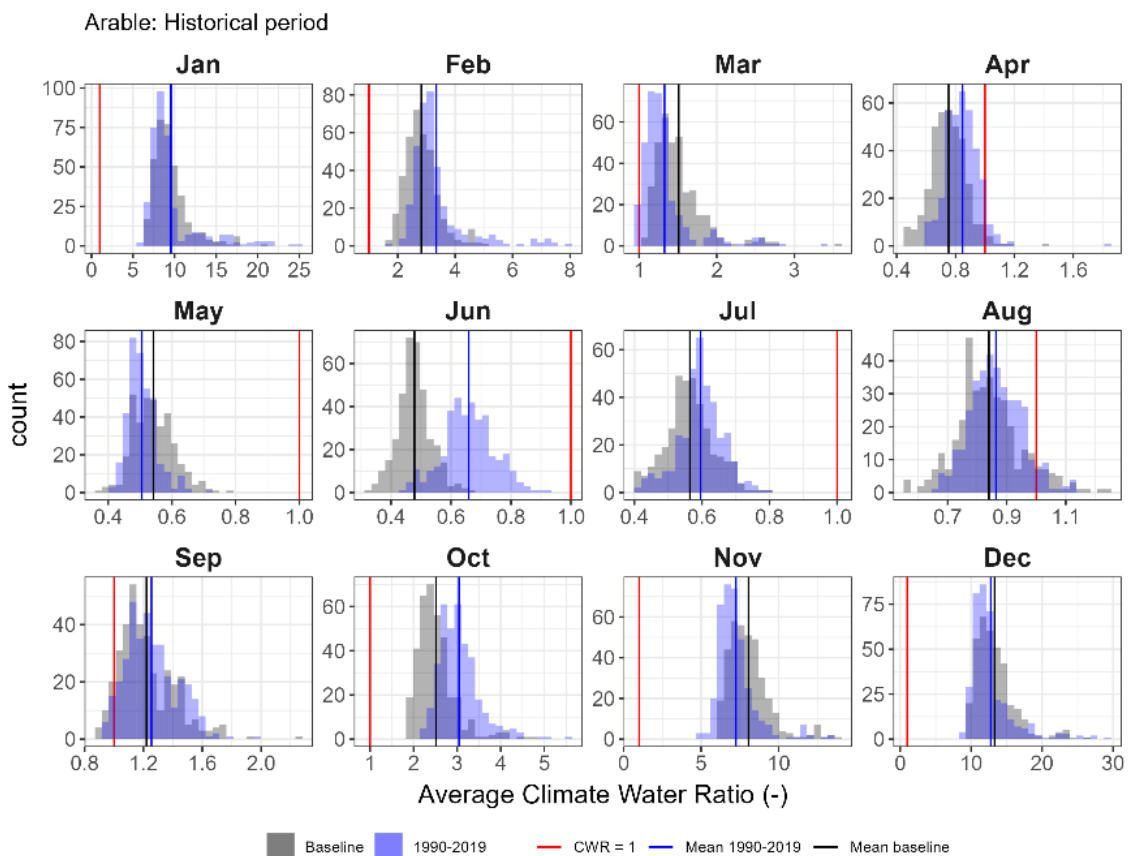 Arable: Historical period
Jan Feb Mar Apr
100 75 50 25 0
0 5 10 15 20 25
80 60 40 20 0
2 4 6 8
60 40 20 0
1 2 3
60 40 20 0
0.4 0.8 1.2 1.6
May Jun Jul Aug
80 60 40 20 0
0.4 0.6 0.8 1.0
60 40 20 0
0.4 0.6 0.8 1.0
60 40 20 0
0.4 0.6 0.8 1.0
40 30 20 10 0
0.7 0.9 1.1
count
Sep Oct Nov Dec
40 20 0
0.8 1.2 1.6 2.0
60 40 20 0
1 2 3 4 5
60 40 20 0
0 5 10
75 50 25 0
0 10 20 30
Average Climate Water Ratio (-)
Baseline 1990-2019 CWR = 1 Mean 1990-2019 Mean baseline